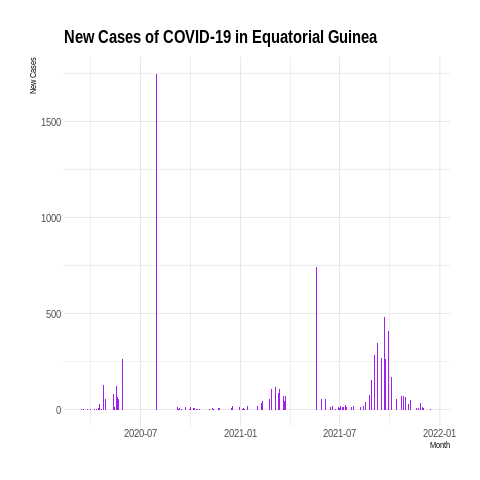 New Cases of COVID-19 in Equatorial Guinea
New Cases
1500
1000
500
0
2020-07
2021-01
2021-07
2022-01
Month